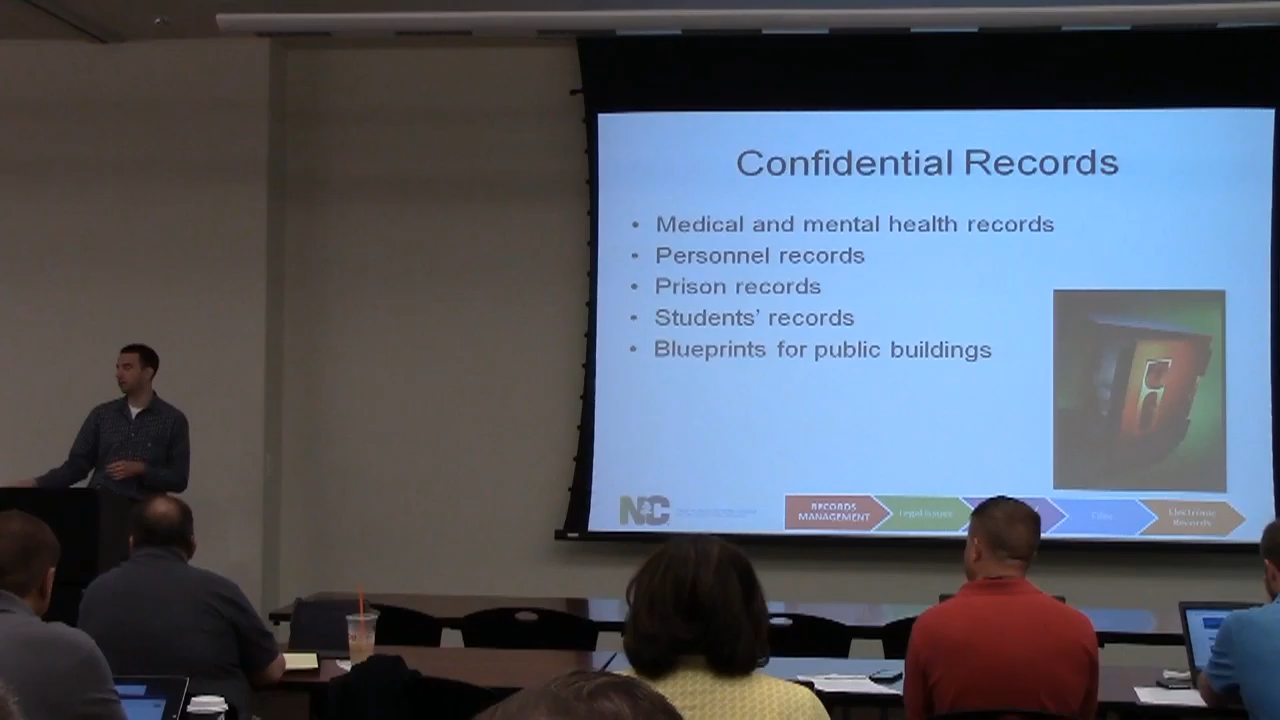 Confidential Records
• Medical and mental health records
• Personnel records
• Prison records
• Students' records
• Blueprints for public buildings
NC
RECORDS
MANAGEMENT
Legal Issues
Files
Electronic
Records